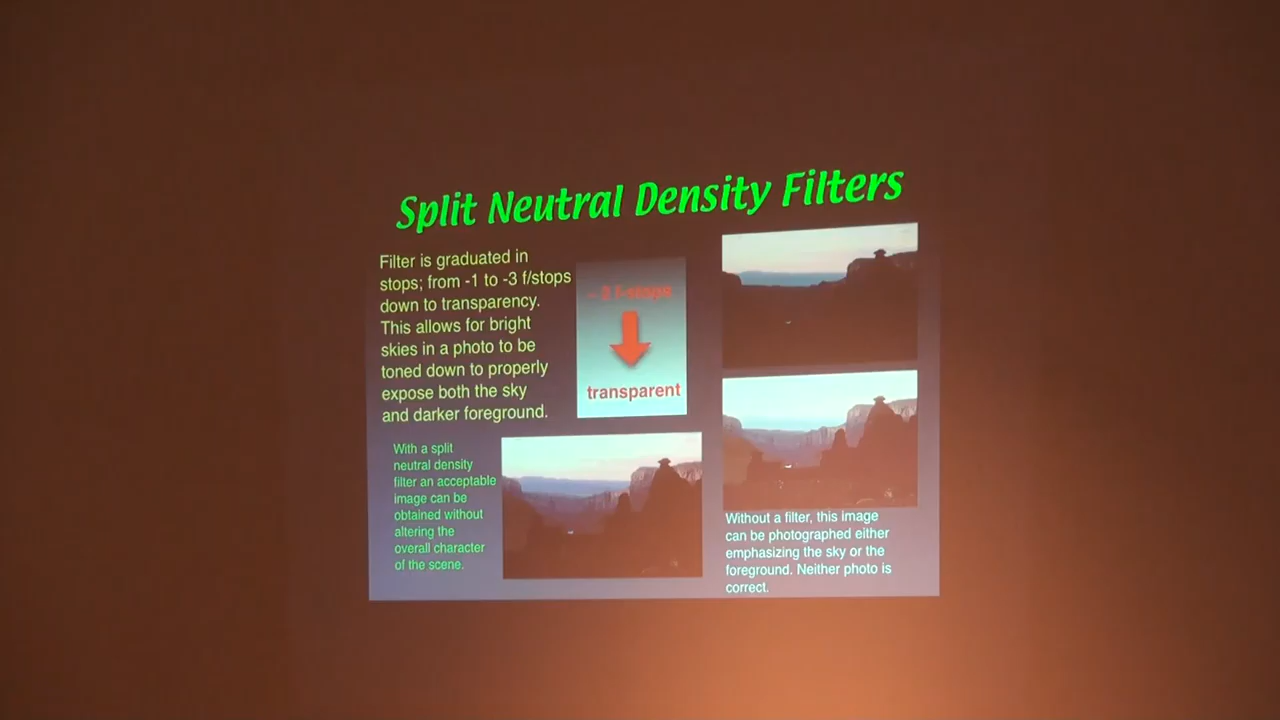 Split Neutral Density Filters
Filter is graduated in
stops; from -1 to -3 f/stops
down to transparency.
This allows for bright
skies in a photo to be
toned down to properly
expose both the sky
and darker foreground.
transparent
With a split
neutral density
filter an acceptable
image can be
obtained without
altering the
overall character
of the scene.
Without a filter, this image
can be photographed either
emphasizing the sky or the
foreground. Neither photo is
correct.